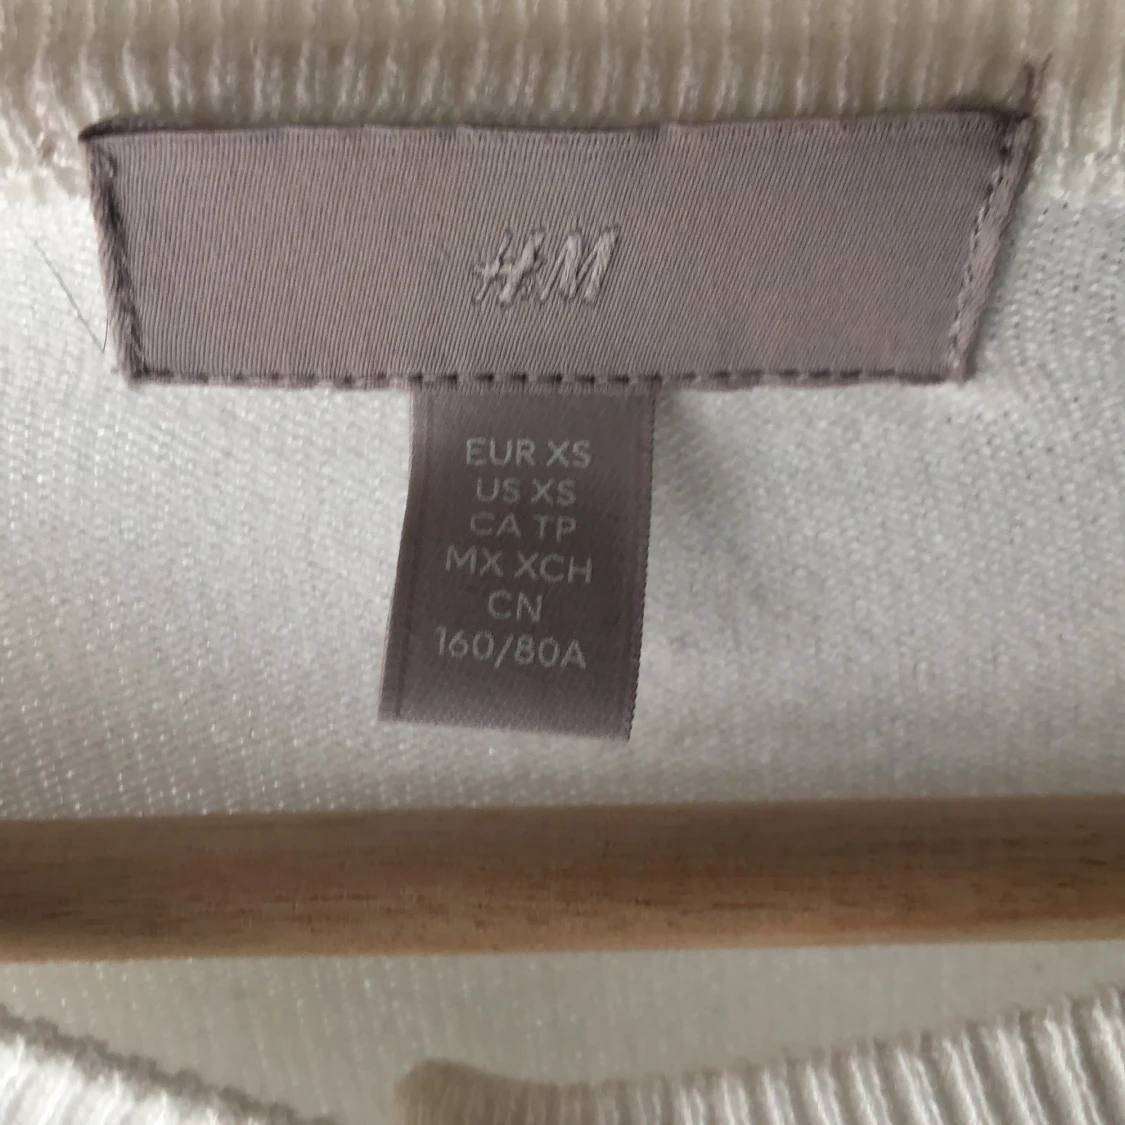 H&M
EUR XS
US XS
CA TP
MX XCH
CN
160/80A